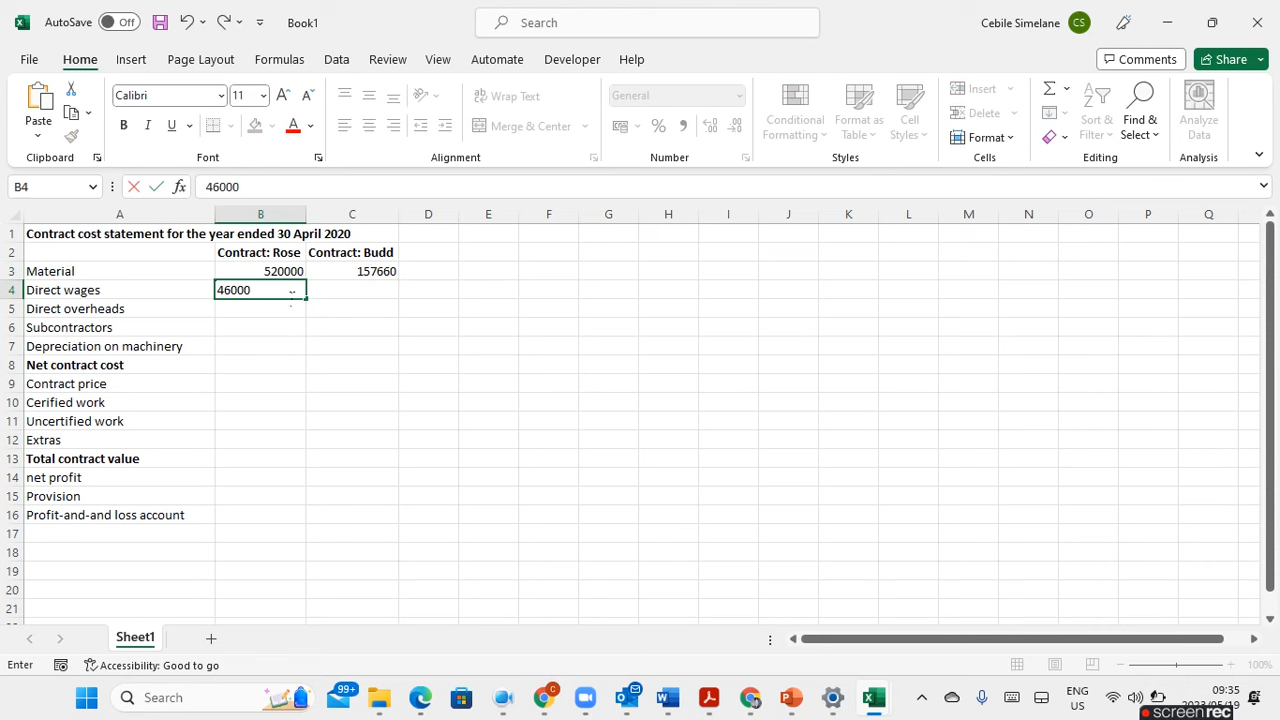 AutoSave Off Book1 Search Cebile Simelane CS
File Home Insert Page Layout Formulas Data Review View Automate Developer Help Comments Share
Paste Calibri 11 Wrap Text General Conditional Formatting Format as Table Cell Styles Insert Sort & Filter Find & Select Analyze Data
B I U Merge & Center Delete
Format
Clipboard Font Alignment Number Styles Cells Editing Analysis
B4 fx 46000
A B C D E F G H I J K L M N O P Q
1 Contract cost statement for the year ended 30 April 2020
2 Contract: Rose Contract: Budd
3 Material 520000 157660
4 Direct wages 46000
5 Direct overheads
6 Subcontractors
7 Depreciation on machinery
8 Net contract cost
9 Contract price
10 Cerified work
11 Uncertified work
12 Extras
13 Total contract value
14 net profit
15 Provision
16 Profit-and-and loss account
17
18
19
20
21
Sheet1
Enter Accessibility: Good to go 100%
Search 99+ ENG KE 09:35
2023/05/19
screenrec